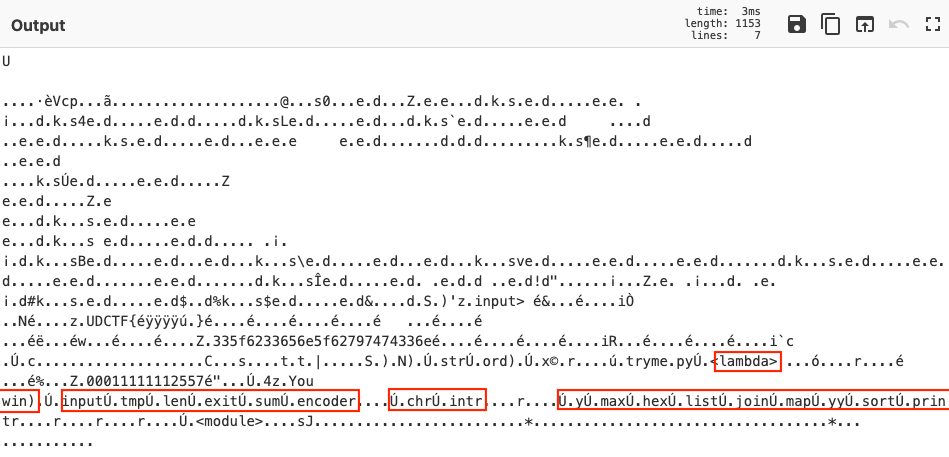 Output
time: 3ms
length: 1153
lines: 7
U
....·èVcp...ã....................@...s0...e.d...Z.e.e...d.k.s.e.d.....e.e. .
i...d.k.s4e.d.....e.d.d.....d.k.sLe.d.....e.d...d.k.s`e.d.....e.e.d     ....d
..e.e.d.....k.s.e.d.....e.d...e.e.e     e.e.d.......d.d.d.........k.s¶e.d.....e.e.d.....d
..e.e.d
....k.sÚe.d.....e.e.d.....Z
e.e.d.....Z.e
e...d.k...s.e.d.....e.e
e...d.k...s e.d.....e.d.d..... .¡.
i.d.k...sBe.d.....e.d...e.d...k...s\e.d.....e.d...e.d...k...sve.d.....e.e.d.....e.e.d.......d.k...s.e.d.....e.e.
d.....e.e.d.......e.e.d.......d.k...sÎe.d.....e.d. .e.d.d ..e.d!d"......i...Z.e. .i...d. .e.
i.d#k...s.e.d.....e.d$..d%k...s$e.d.....e.d&....d.S.)'z.input> é&...é....iÒ
..Né....z.UDCTF{éÿÿÿÿú.}é....é....é....é....é   ...é....é
...éë...éw...é....é....Z.335f6233656e5f62797474336eé....é....é....é....iR...é....é....é....i`c
.Ú.c....................C...s....t.t.|.....S.).N).Ú.strÚ.ord).Ú.x©.r....ú.tryme.pyÚ.<lambda>....ó....r....é
...é%...Z.00011111112557é"...Ú.4z.You
win).Ú.inputÚ.tmpÚ.lenÚ.exitÚ.sumÚ.encoder....Ú.chrÚ.intr....r....Ú.yÚ.maxÚ.hexÚ.listÚ.joinÚ.mapÚ.yyÚ.sortÚ.prin
tr....r....r....r....Ú.<module>....sJ.........................*.................................*...
...........